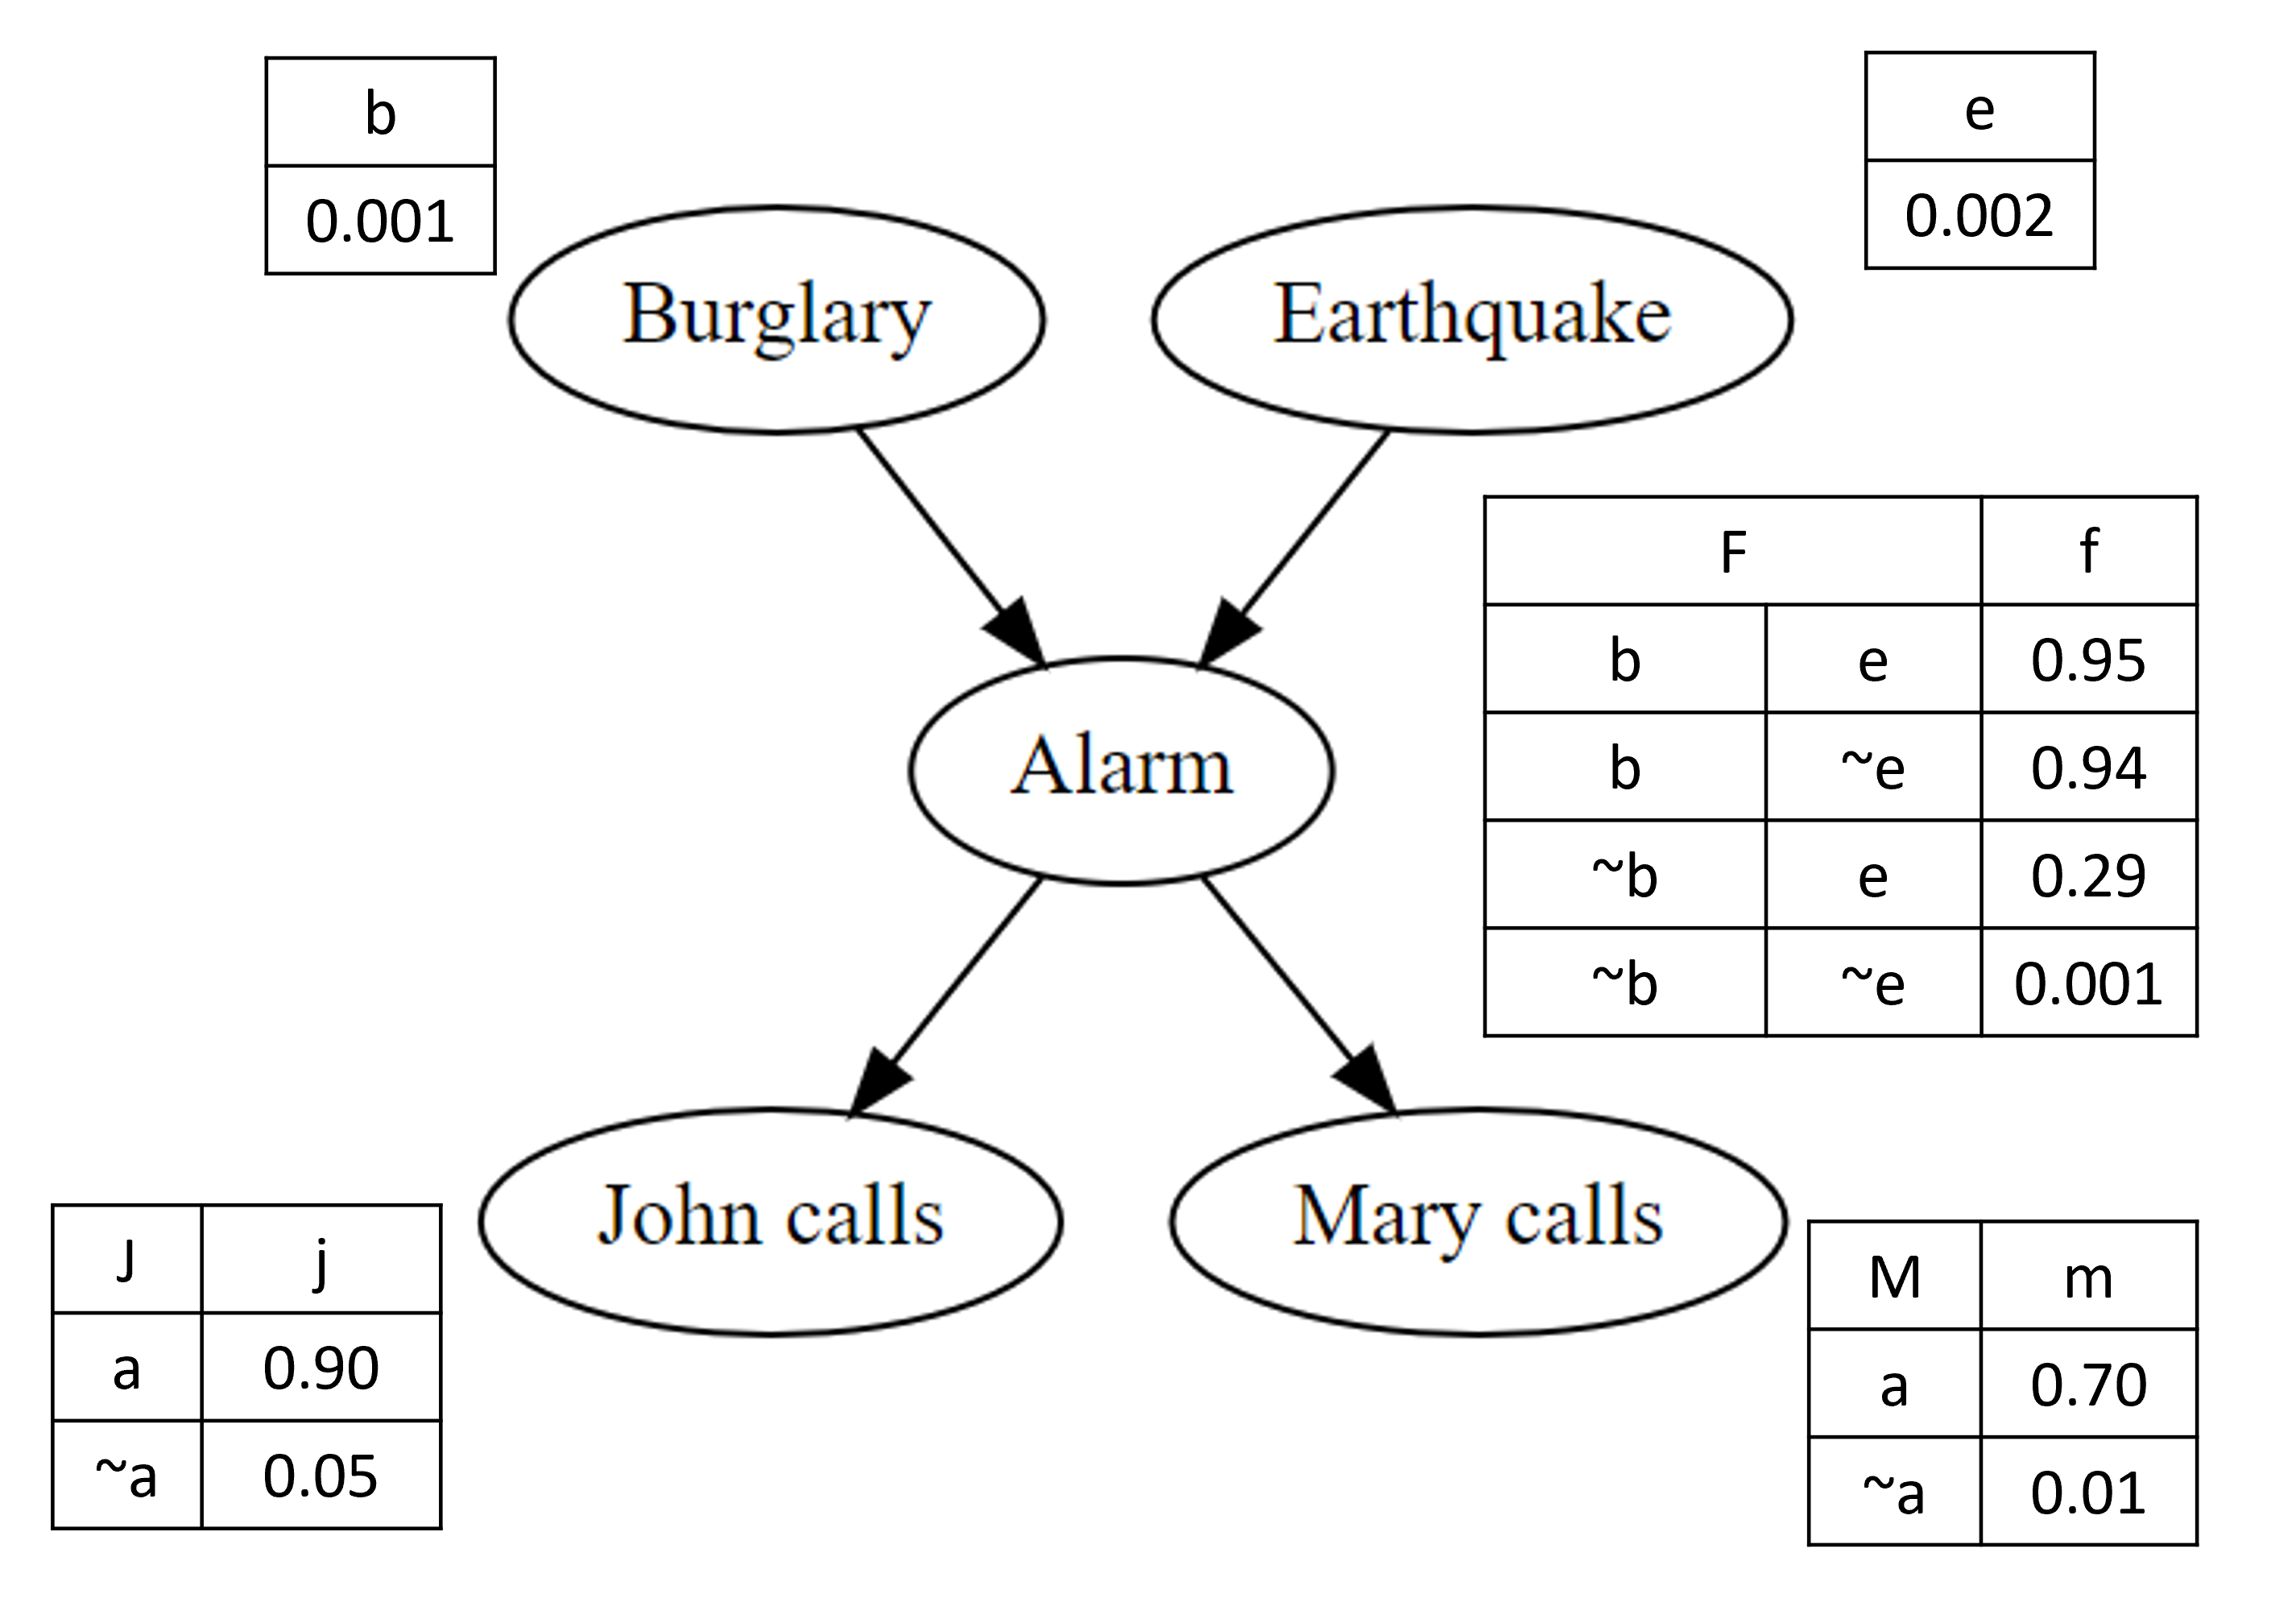 b
0.001
e
0.002
Burglary
Earthquake
F f
b e 0.95
b ~e 0.94
~b e 0.29
~b ~e 0.001
Alarm
John calls
Mary calls
J j
a 0.90
~a 0.05
M m
a 0.70
~a 0.01